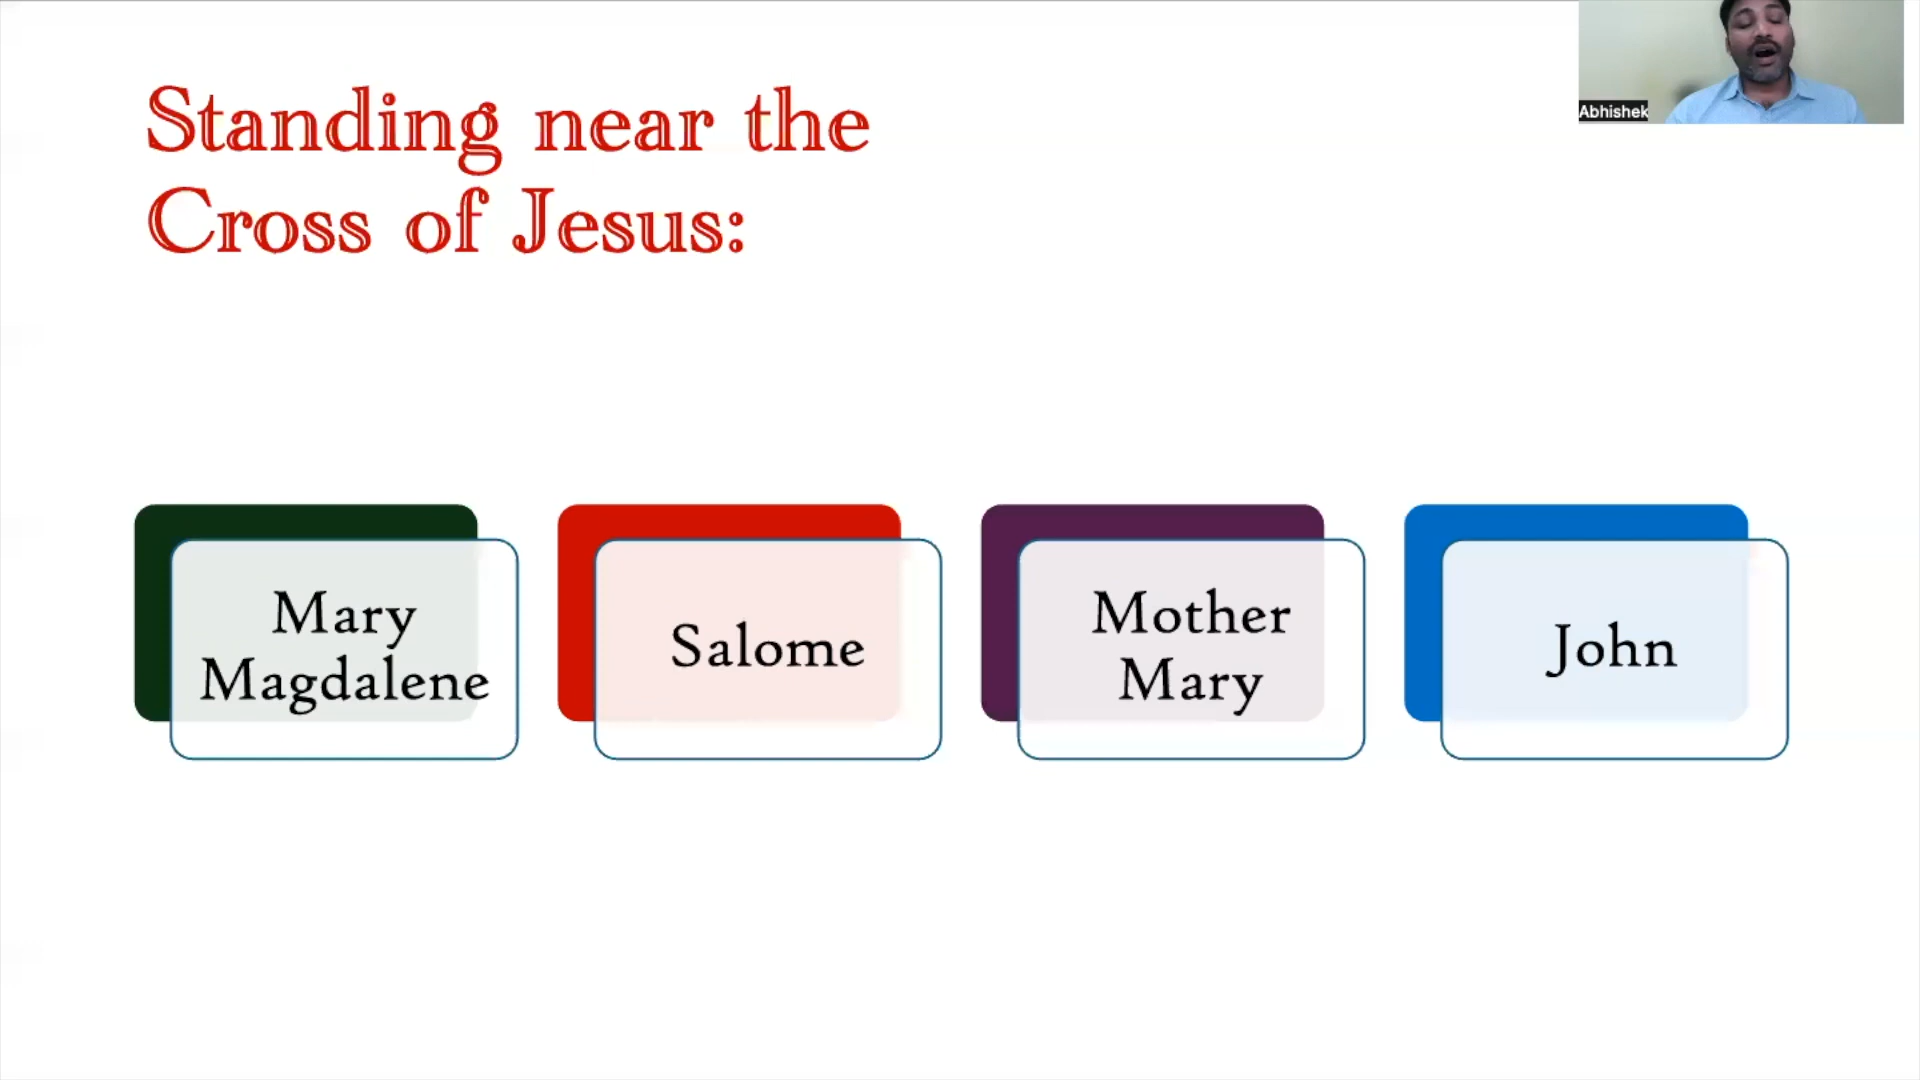 Standing near the
Cross of Jesus:
Abhishek
Mary
Magdalene
Salome
Mother
Mary
John